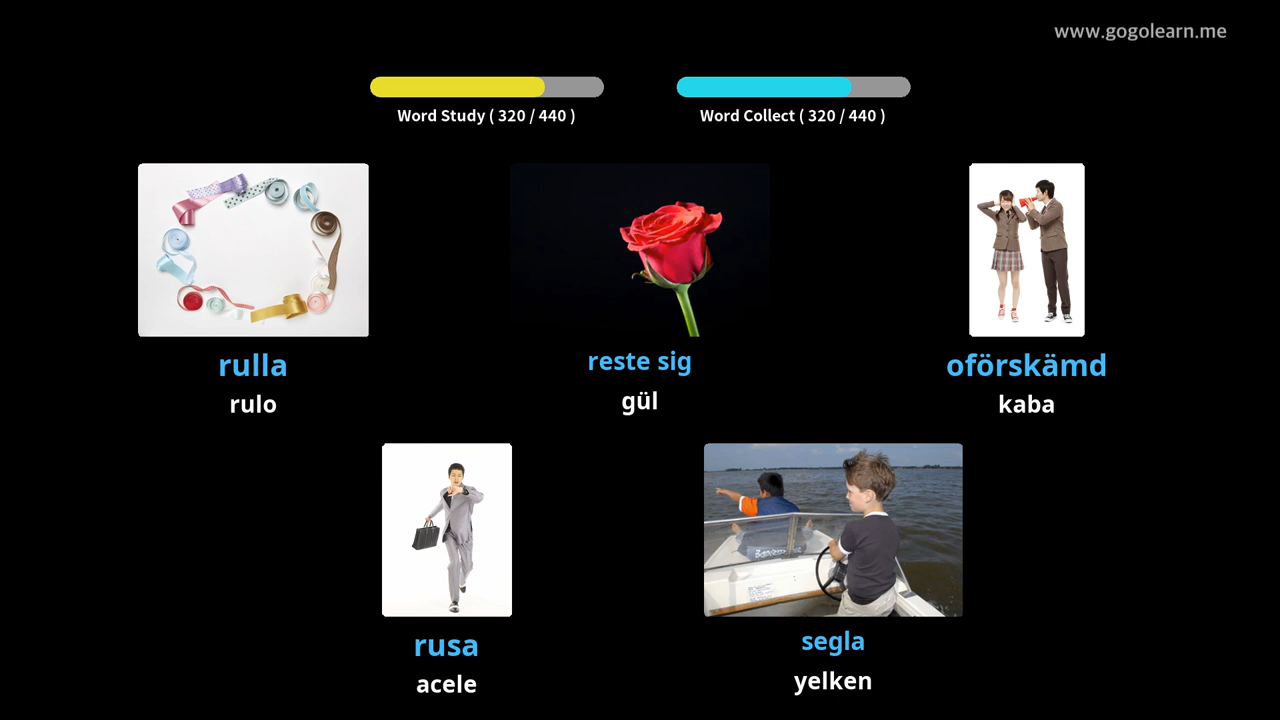 www.gogolearn.me
Word Study ( 320 / 440 )
Word Collect ( 320 / 440 )
rulla
rulo
reste sig
gül
oförskämd
kaba
rusa
acele
segla
yelken